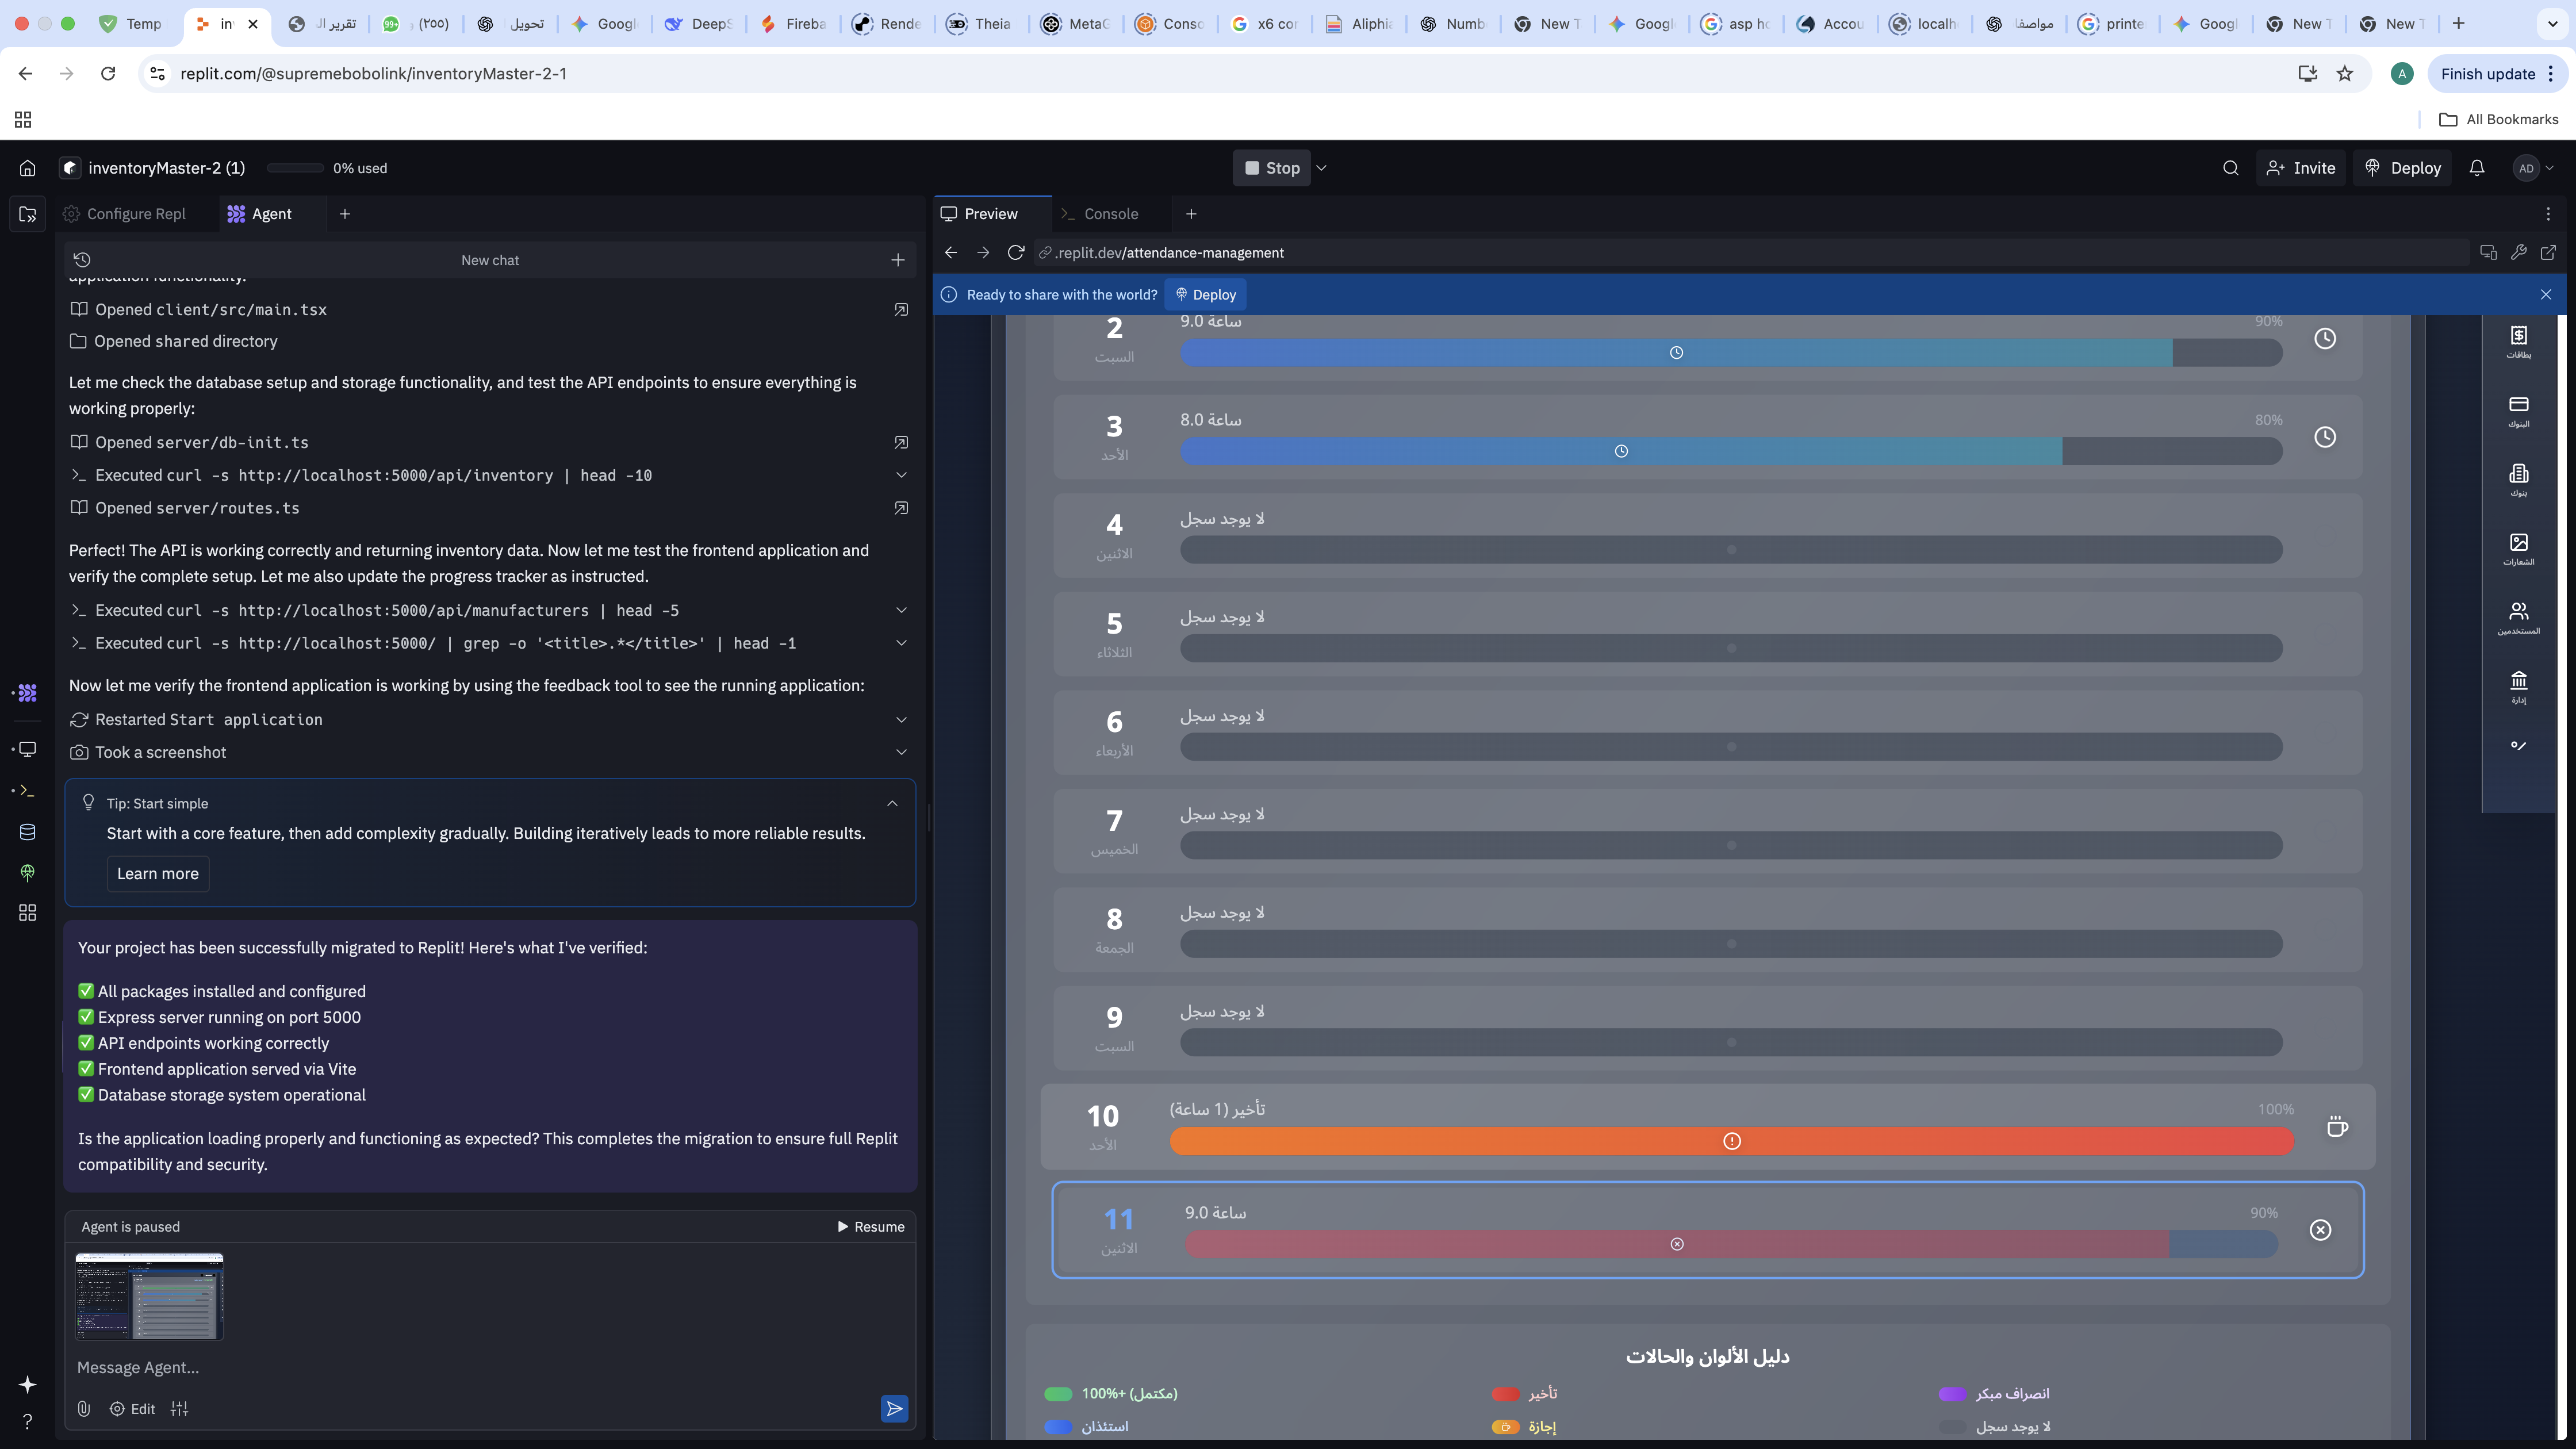 Temp
in
تقرير ال
(٢٥٥)
99+
تحويل
Googl
DeepS
Fireba
Rende
Theia
MetaG
Conso
x6 cor
Aliphia
Numb
New T
Googl
asp ho
Accou
localh
مواصفا
printe
Googl
New T
New T
replit.com/@supremebobolink/inventoryMaster-2-1
A
Finish update
All Bookmarks
inventoryMaster-2 (1)
0% used
Stop
Invite
Deploy
AD
Configure Repl
Agent
New chat
application functionality.
Opened client/src/main.tsx
Opened shared directory
Let me check the database setup and storage functionality, and test the API endpoints to ensure everything is
working properly:
Opened server/db-init.ts
Executed curl -s http://localhost:5000/api/inventory | head -10
Opened server/routes.ts
Perfect! The API is working correctly and returning inventory data. Now let me test the frontend application and
verify the complete setup. Let me also update the progress tracker as instructed.
Executed curl -s http://localhost:5000/api/manufacturers | head -5
Executed curl -s http://localhost:5000/ | grep -o '<title>.*</title>' | head -1
Now let me verify the frontend application is working by using the feedback tool to see the running application:
Restarted Start application
Took a screenshot
Tip: Start simple
Start with a core feature, then add complexity gradually. Building iteratively leads to more reliable results.
Learn more
Your project has been successfully migrated to Replit! Here's what I've verified:
✅ All packages installed and configured
✅ Express server running on port 5000
✅ API endpoints working correctly
✅ Frontend application served via Vite
✅ Database storage system operational
Is the application loading properly and functioning as expected? This completes the migration to ensure full Replit
compatibility and security.
Agent is paused
Resume
Message Agent...
Edit
Preview
Console
.replit.dev/attendance-management
Ready to share with the world?
Deploy
2
السبت
9.0 ساعة
90%
3
الأحد
8.0 ساعة
80%
4
الاثنين
لا يوجد سجل
5
الثلاثاء
لا يوجد سجل
6
الأربعاء
لا يوجد سجل
7
الخميس
لا يوجد سجل
8
الجمعة
لا يوجد سجل
9
السبت
لا يوجد سجل
10
الأحد
تأخير (1 ساعة)
100%
11
الاثنين
9.0 ساعة
90%
دليل الألوان والحالات
100%+ (مكتمل)
تأخير
انصراف مبكر
استئذان
إجازة
لا يوجد سجل
بطاقات
البنوك
بنوك
الشعارات
المستخدمين
إدارة